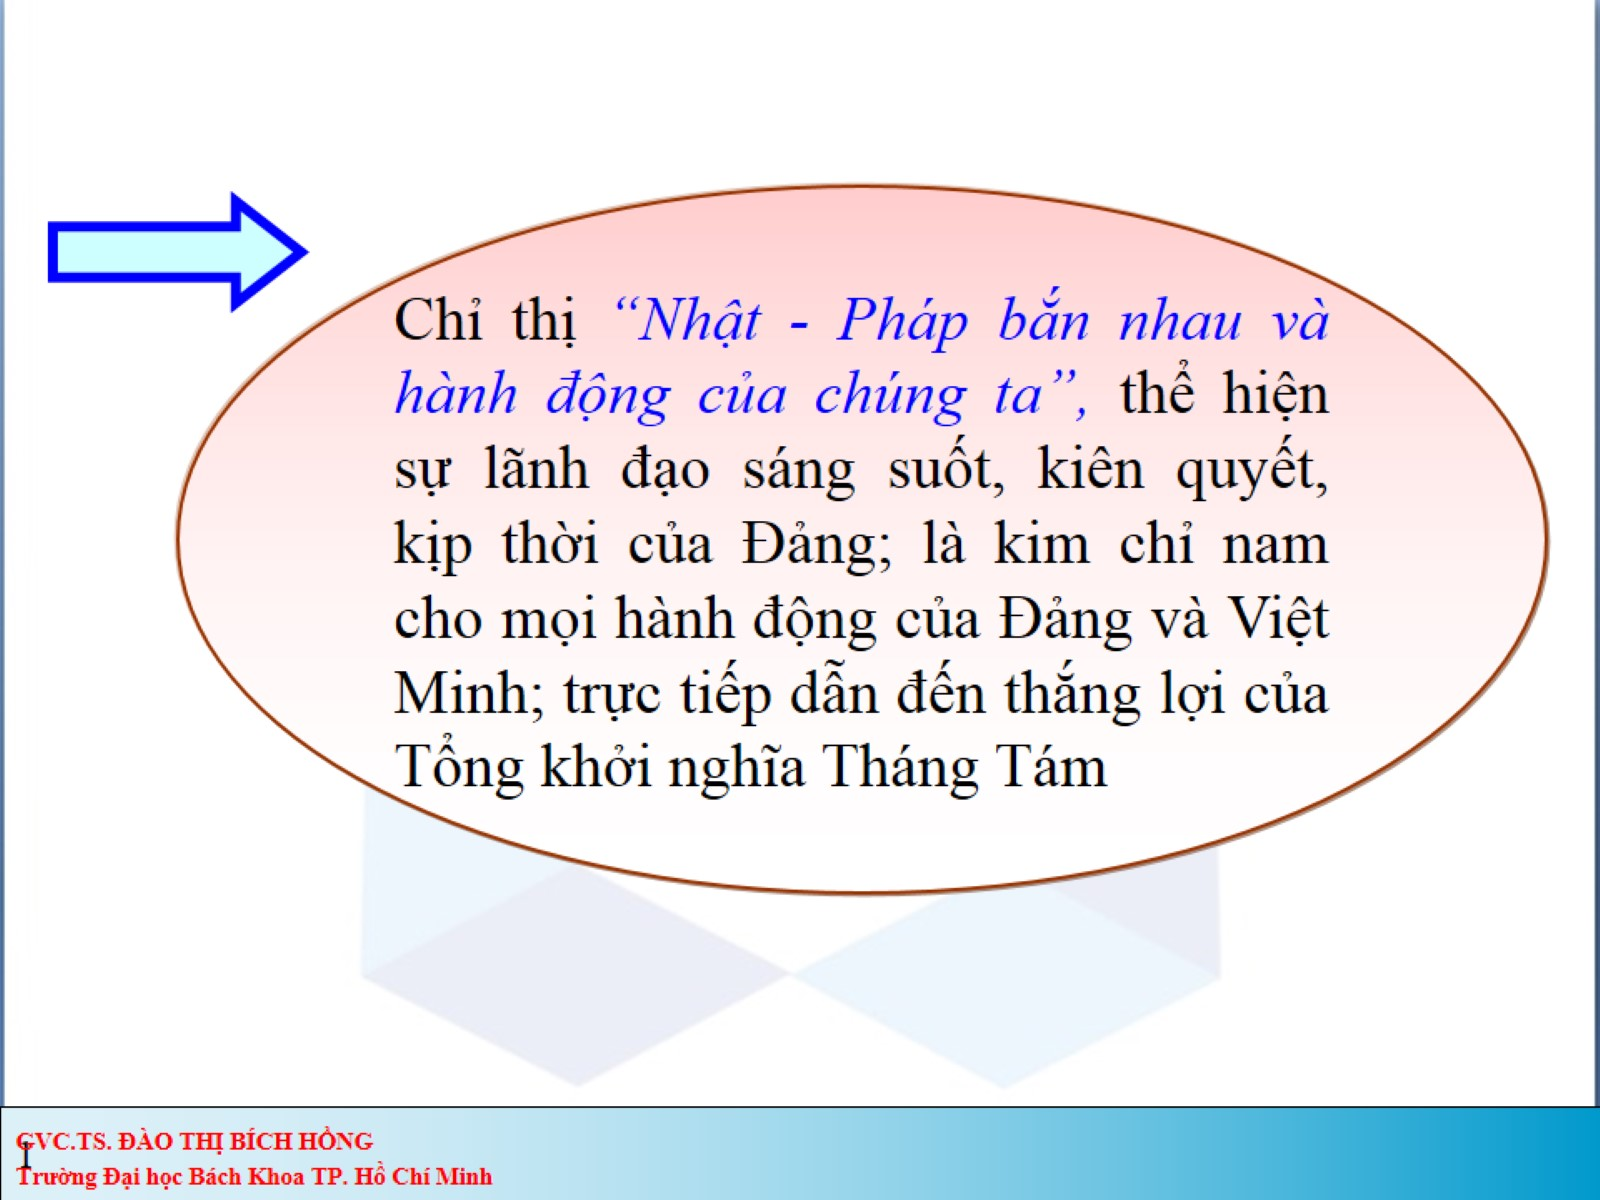 Chỉ thị “Nhật - Pháp bắn nhau và
hành động của chúng ta”, thể hiện
sự lãnh đạo sáng suốt, kiên quyết,
kịp thời của Đảng; là kim chỉ nam
cho mọi hành động của Đảng và Việt
Minh; trực tiếp dẫn đến thắng lợi của
Tổng khởi nghĩa Tháng Tám
GVC.TS. ĐÀO THỊ BÍCH HỒNG
1
Trường Đại học Bách Khoa TP. Hồ Chí Minh